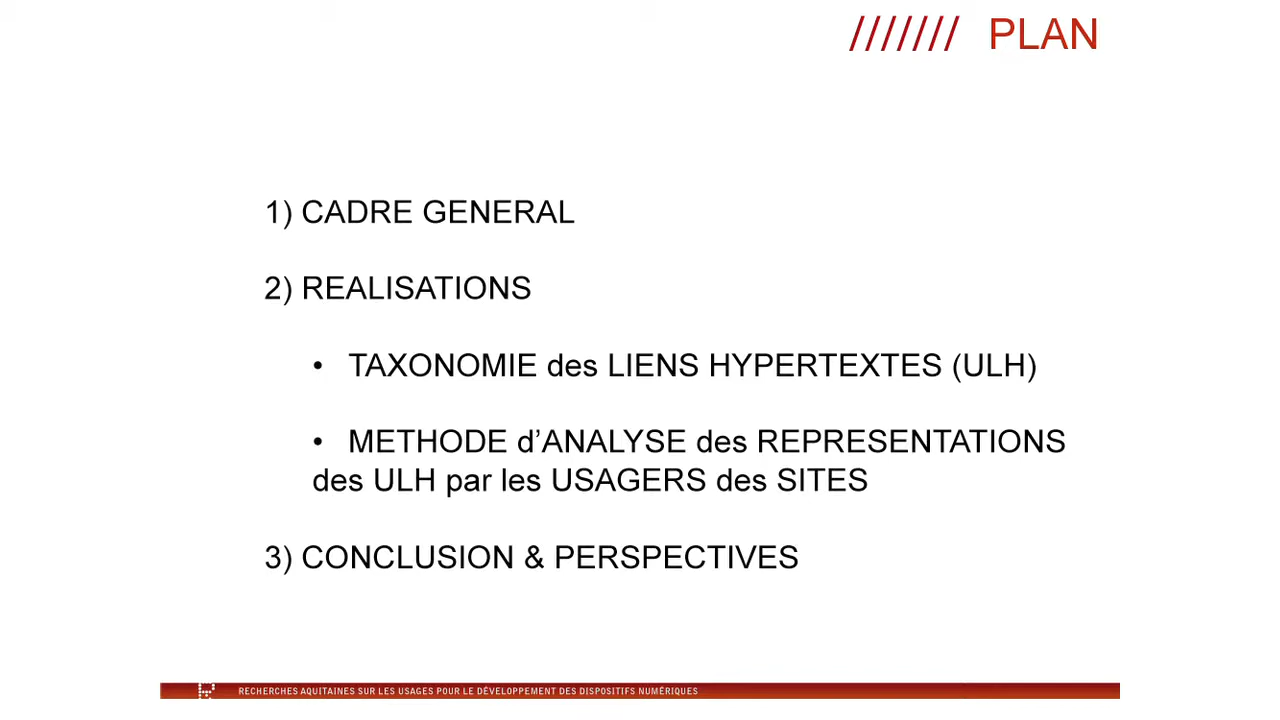 /////// PLAN
1) CADRE GENERAL
2) REALISATIONS
• TAXONOMIE des LIENS HYPERTEXTES (ULH)
• METHODE d’ANALYSE des REPRESENTATIONS
des ULH par les USAGERS des SITES
3) CONCLUSION & PERSPECTIVES
RECHERCHES AQUITAINES SUR LES USAGES POUR LE DÉVELOPPEMENT DES DISPOSITIFS NUMÉRIQUES